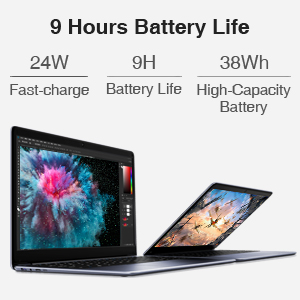 9 Hours Battery Life
24W
9H
38Wh
Fast-charge
Battery Life
High-Capacity
Battery